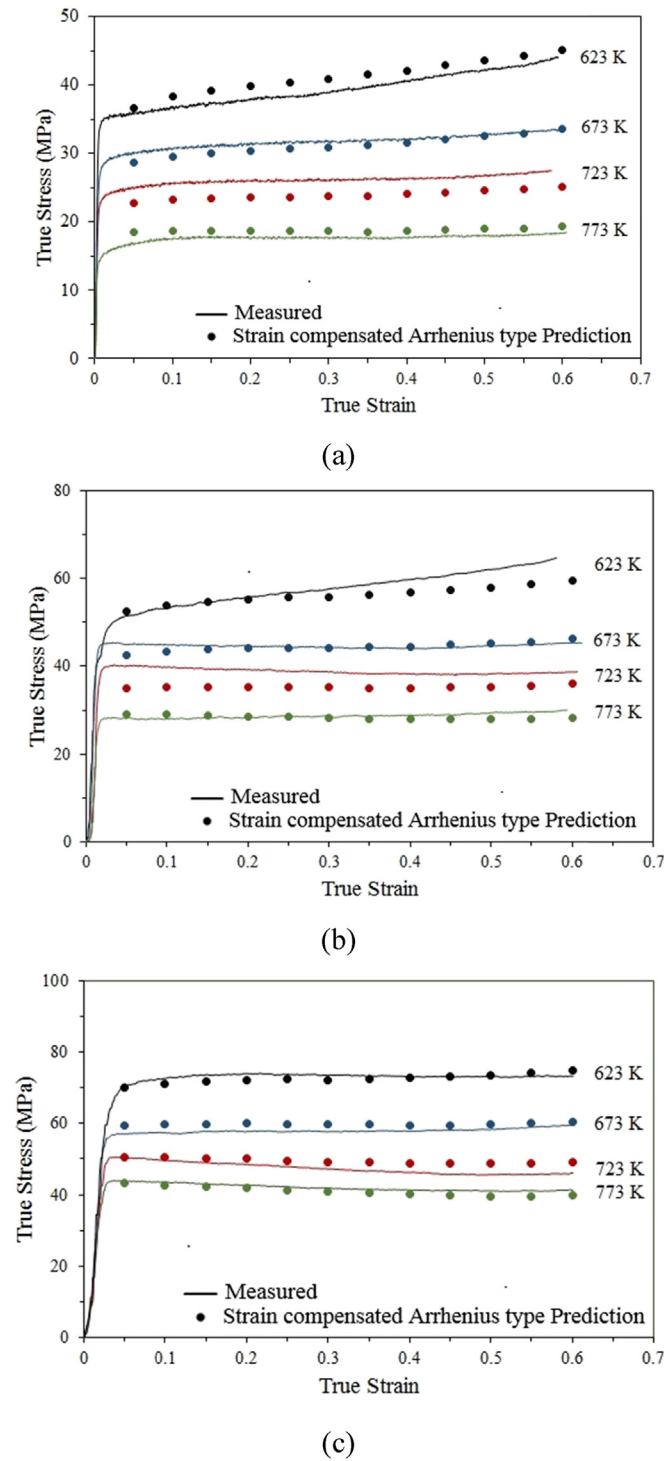 50
40
30
20
10
0
True Stress (MPa)
623 K
673 K
723 K
773 K
Measured
Strain compensated Arrhenius type Prediction
0 0.1 0.2 0.3 0.4 0.5 0.6 0.7
True Strain
(a)
80
60
40
20
0
True Stress (MPa)
623 K
673 K
723 K
773 K
Measured
Strain compensated Arrhenius type Prediction
0 0.1 0.2 0.3 0.4 0.5 0.6 0.7
True Strain
(b)
100
80
60
40
20
0
True Stress (MPa)
623 K
673 K
723 K
773 K
Measured
Strain compensated Arrhenius type Prediction
0 0.1 0.2 0.3 0.4 0.5 0.6 0.7
True Strain
(c)